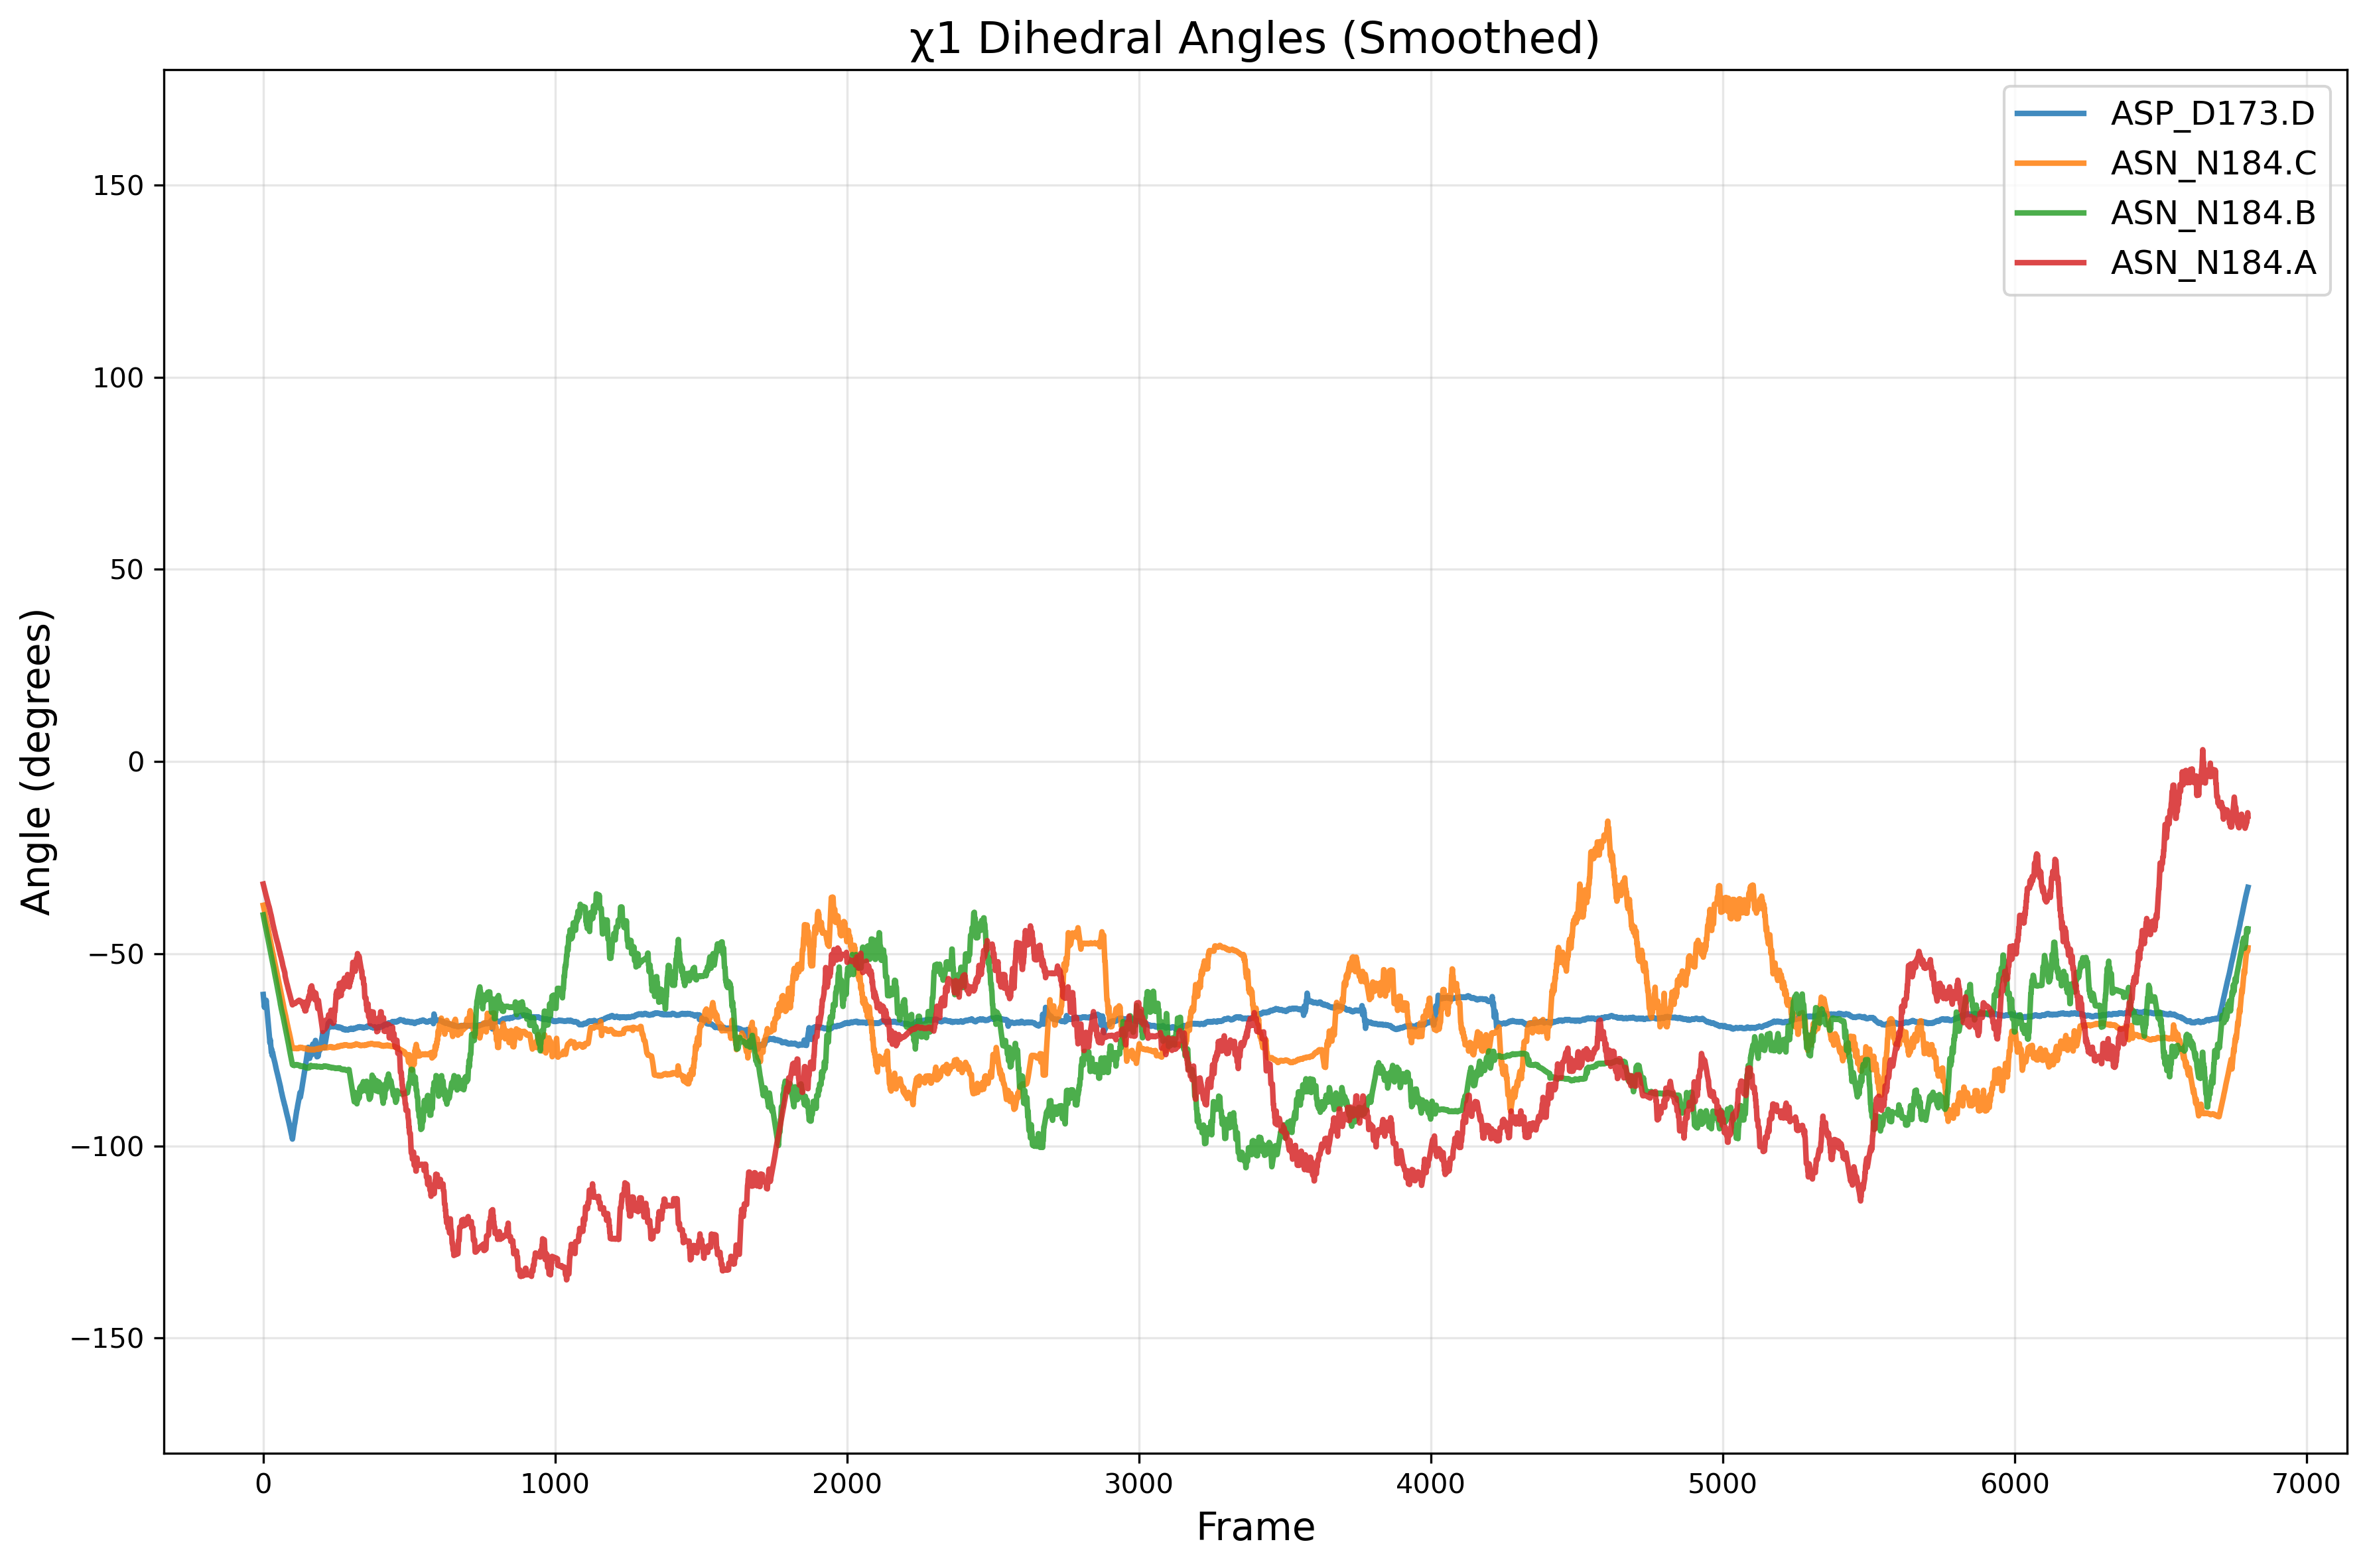 χ1 Dihedral Angles (Smoothed)
ASP_D173.D
ASN_N184.C
ASN_N184.B
ASN_N184.A
Angle (degrees)
150
100
50
0
−50
−100
−150
0 1000 2000 3000 4000 5000 6000 7000
Frame